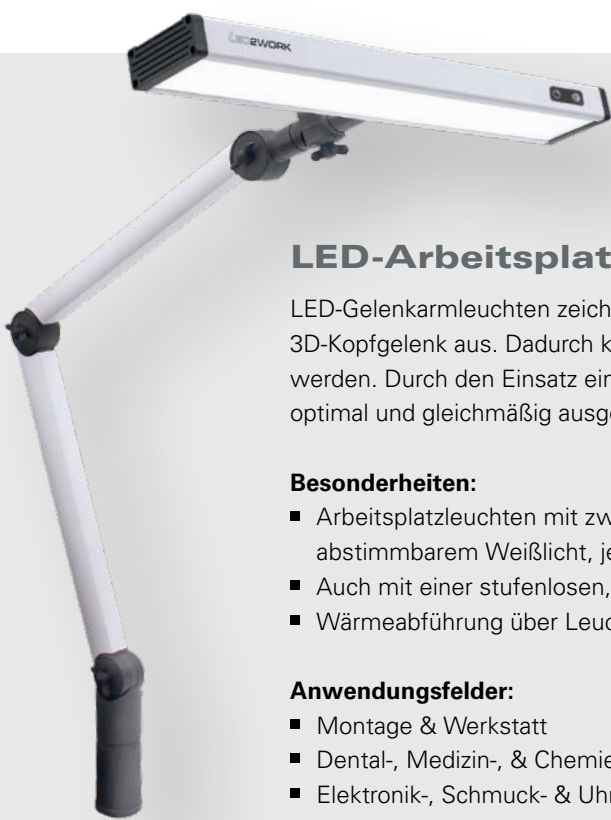 LED2WORK
LED-Arbeitsplat
LED-Gelenkarmleuchten zeich
3D-Kopfgelenk aus. Dadurch k
werden. Durch den Einsatz ein
optimal und gleichmäßig ausg
Besonderheiten:
Arbeitsplatzleuchten mit zw
abstimmbarem Weißlicht, je
Auch mit einer stufenlosen,
Wärmeabführung über Leuc
Anwendungsfelder:
Montage & Werkstatt
Dental-, Medizin-, & Chemie
Elektronik-, Schmuck- & Uhr